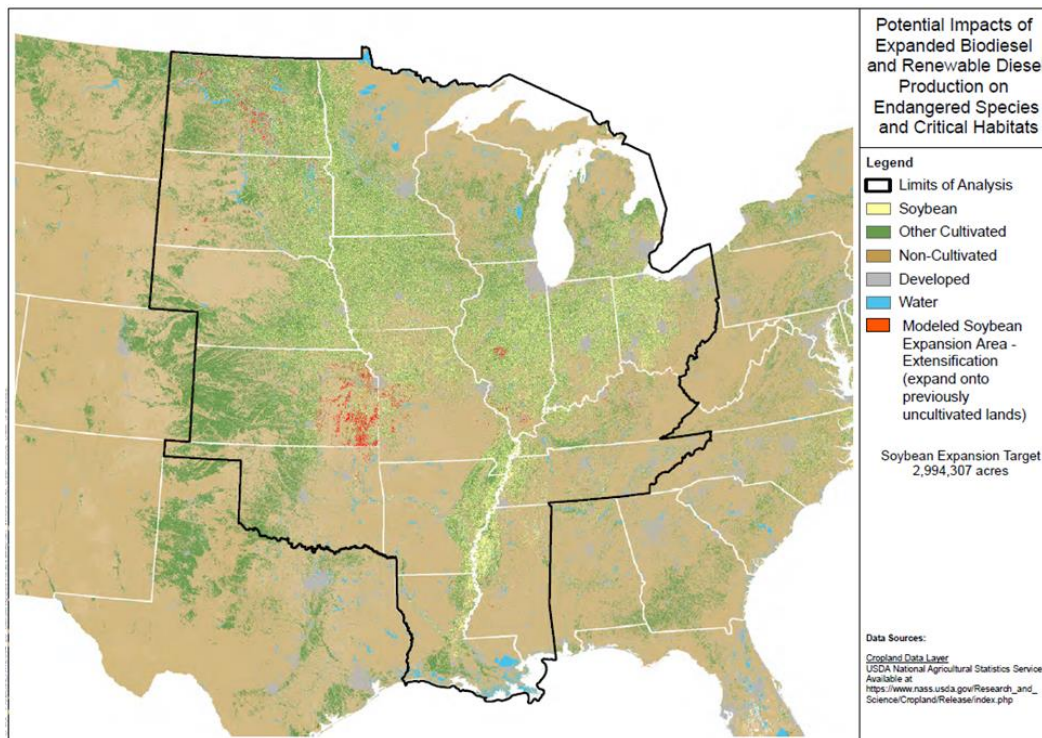 Potential Impacts of
Expanded Biodiesel
and Renewable Diese
Production on
Endangered Species
and Critical Habitats
Legend
Limits of Analysis
Soybean
Other Cultivated
Non-Cultivated
Developed
Water
Modeled Soybean
Expansion Area -
Extensification
(expand onto
previously
uncultivated lands)
Soybean Expansion Target
2,994,307 acres
Data Sources:
Cropland Data Layer
USDA National Agricultural Statistics Service
Available at
https://www.nass.usda.gov/Research_and_
Science/Cropland/Release/index.php